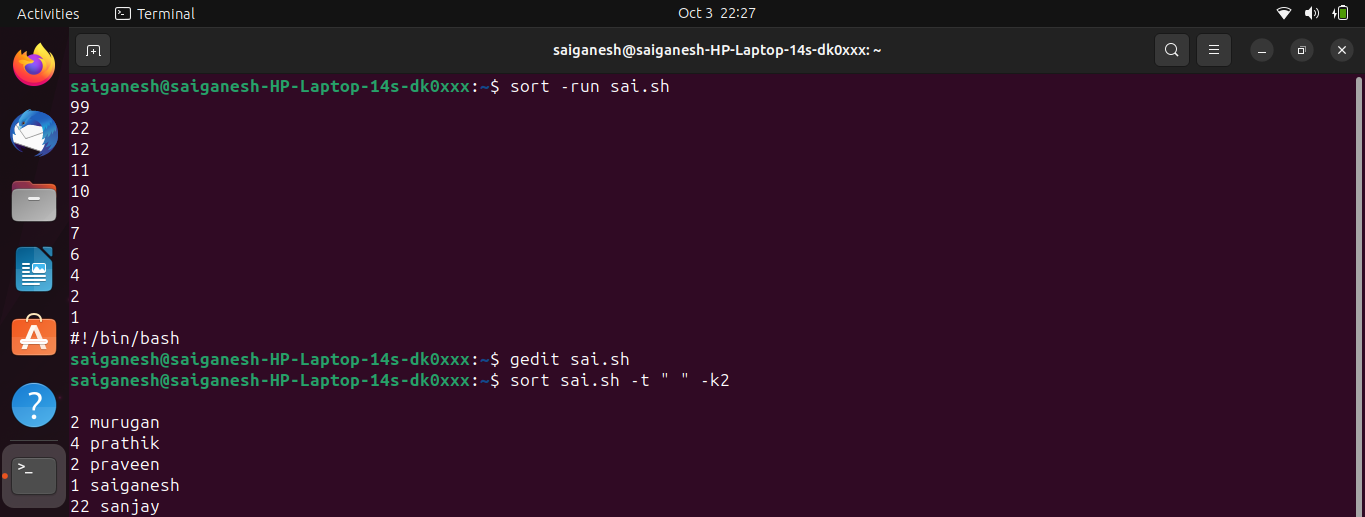 Activities Terminal Oct 3 22:27
saiganesh@saiganesh-HP-Laptop-14s-dk0xxx: ~
saiganesh@saiganesh-HP-Laptop-14s-dk0xxx:~$ sort -run sai.sh
99
22
12
11
10
8
7
6
4
2
1
#!/bin/bash
saiganesh@saiganesh-HP-Laptop-14s-dk0xxx:~$ gedit sai.sh
saiganesh@saiganesh-HP-Laptop-14s-dk0xxx:~$ sort sai.sh -t " " -k2
2 murugan
4 prathik
2 praveen
1 saiganesh
22 sanjay